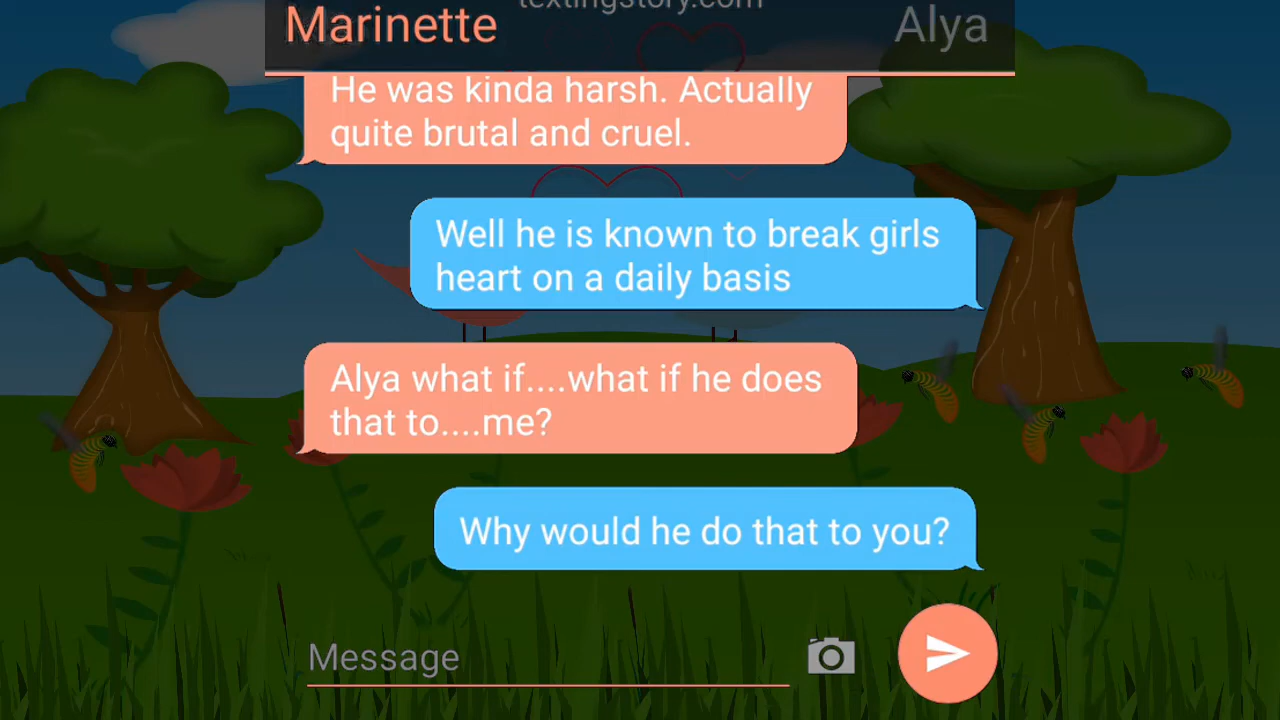 textingstory.com
Marinette
Alya
He was kinda harsh. Actually
quite brutal and cruel.
Well he is known to break girls
heart on a daily basis
Alya what if....what if he does
that to....me?
Why would he do that to you?
Message